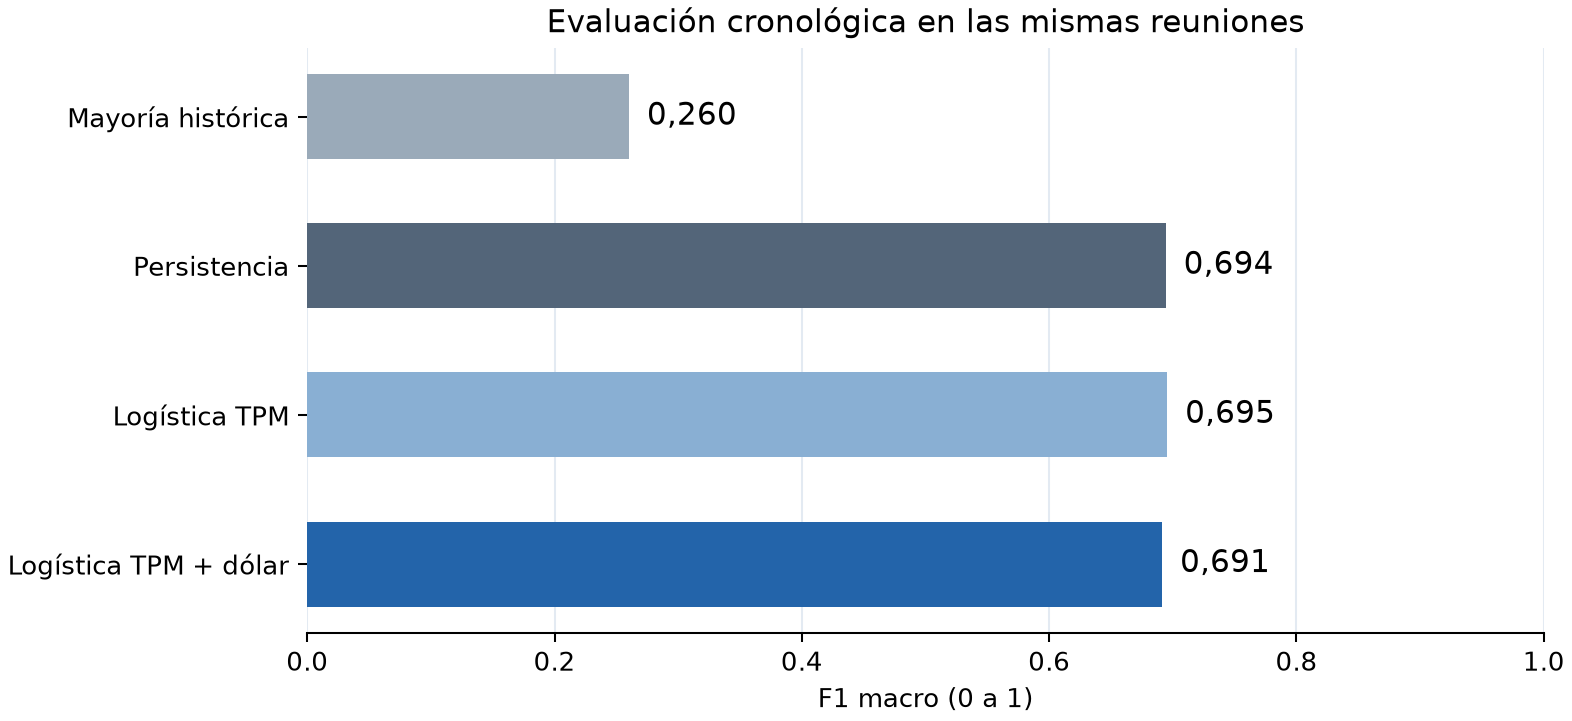 Evaluación cronológica en las mismas reuniones
Mayoría histórica
0,260
Persistencia
0,694
Logística TPM
0,695
Logística TPM + dólar
0,691
0.0 0.2 0.4 0.6 0.8 1.0
F1 macro (0 a 1)